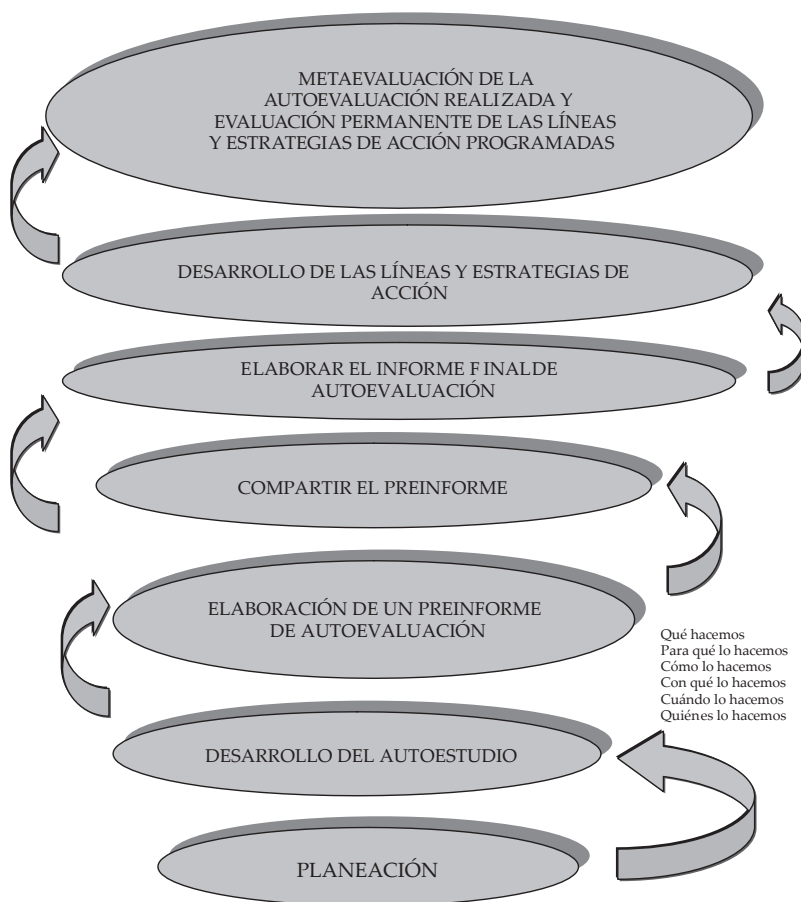 METAEVALUACIÓN DE LA
AUTOEVALUACIÓN REALIZADA Y
EVALUACIÓN PERMANENTE DE LAS LÍNEAS
Y ESTRATEGIAS DE ACCIÓN PROGRAMADAS
DESARROLLO DE LAS LÍNEAS Y ESTRATEGIAS DE
ACCIÓN
ELABORAR EL INFORME F INALDE
AUTOEVALUACIÓN
COMPARTIR EL PREINFORME
ELABORACIÓN DE UN PREINFORME
DE AUTOEVALUACIÓN
Qué hacemos
Para qué lo hacemos
Cómo lo hacemos
Con qué lo hacemos
Cuándo lo hacemos
Quiénes lo hacemos
DESARROLLO DEL AUTOESTUDIO
PLANEACIÓN